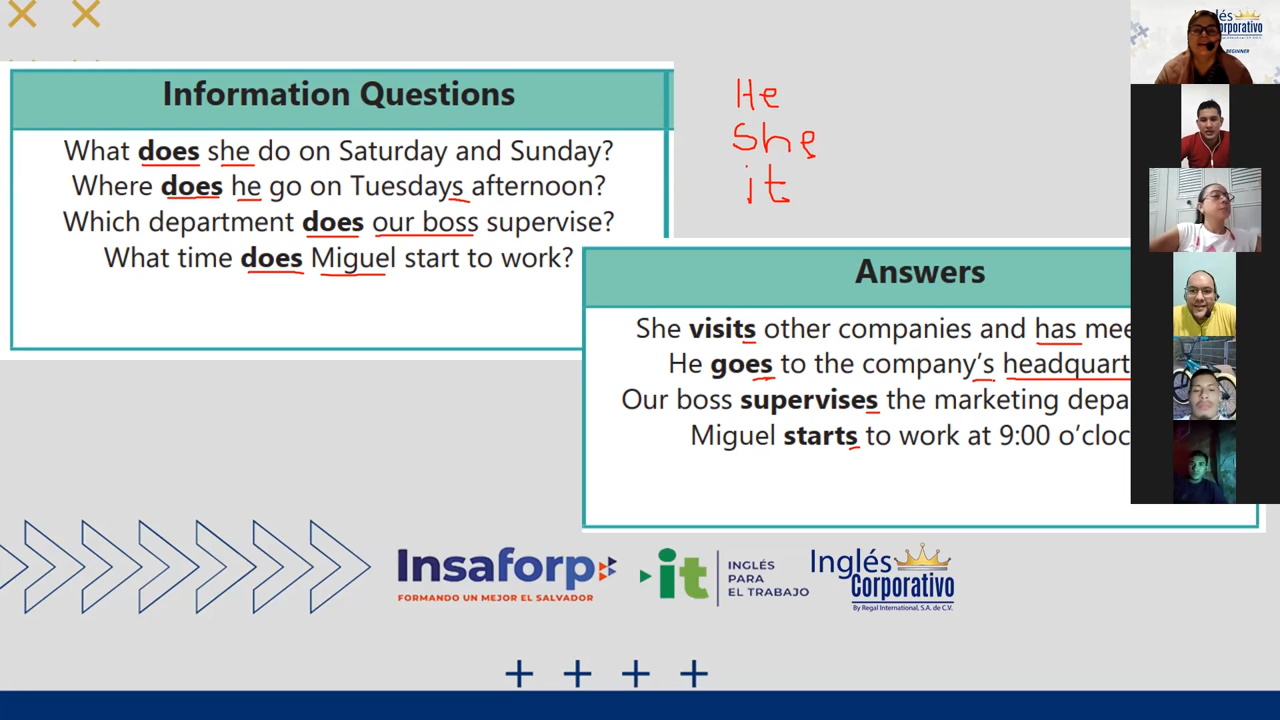 Information Questions
What does she do on Saturday and Sunday?
Where does he go on Tuesdays afternoon?
Which department does our boss supervise?
What time does Miguel start to work?
He
She
it
Answers
She visits other companies and has mee
He goes to the company's headquart
Our boss supervises the marketing depa
Miguel starts to work at 9:00 o'cloc
Insaforp
FORMANDO UN MEJOR EL SALVADOR
it
INGLÉS
PARA
EL TRABAJO
Inglés
Corporativo
By Regal International, S.A. de C.V.
lés
orporativo
BEGINNER